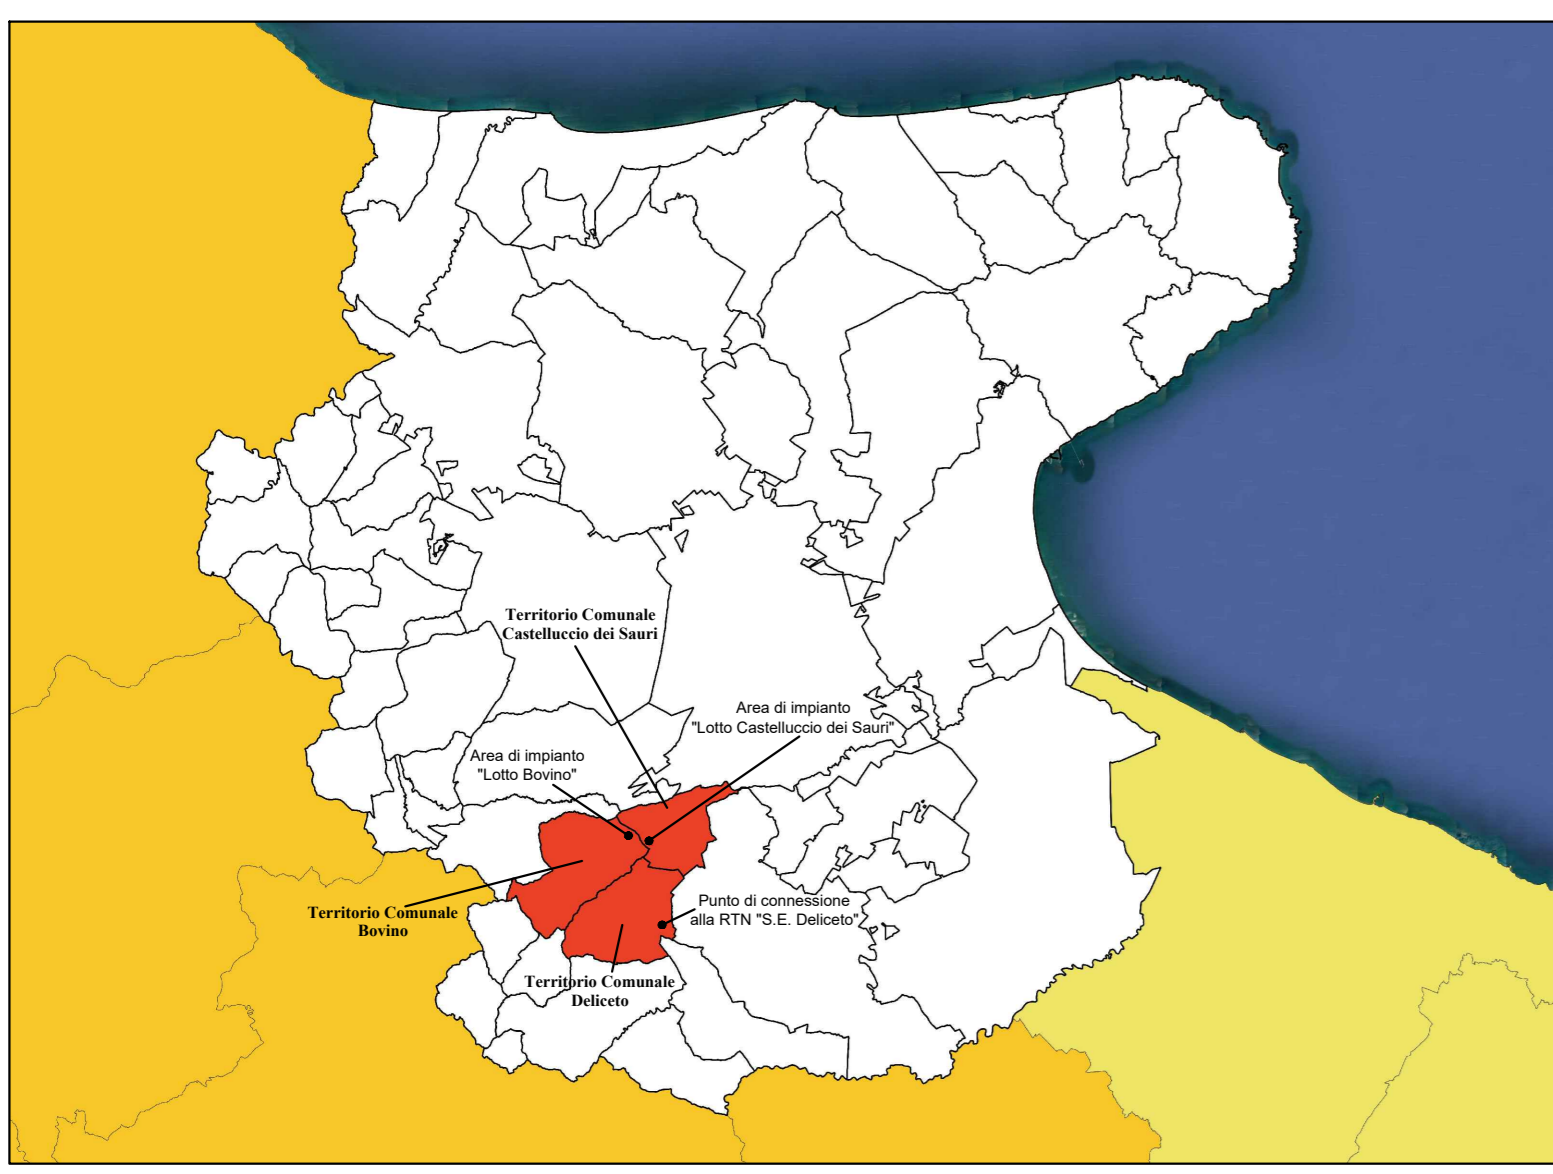 Territorio Comunale
Castelluccio dei Sauri
Area di impianto
"Lotto Castelluccio dei Sauri"
Area di impianto
"Lotto Bovino"
Territorio Comunale
Bovino
Punto di connessione
alla RTN "S.E. Deliceto"
Territorio Comunale
Deliceto